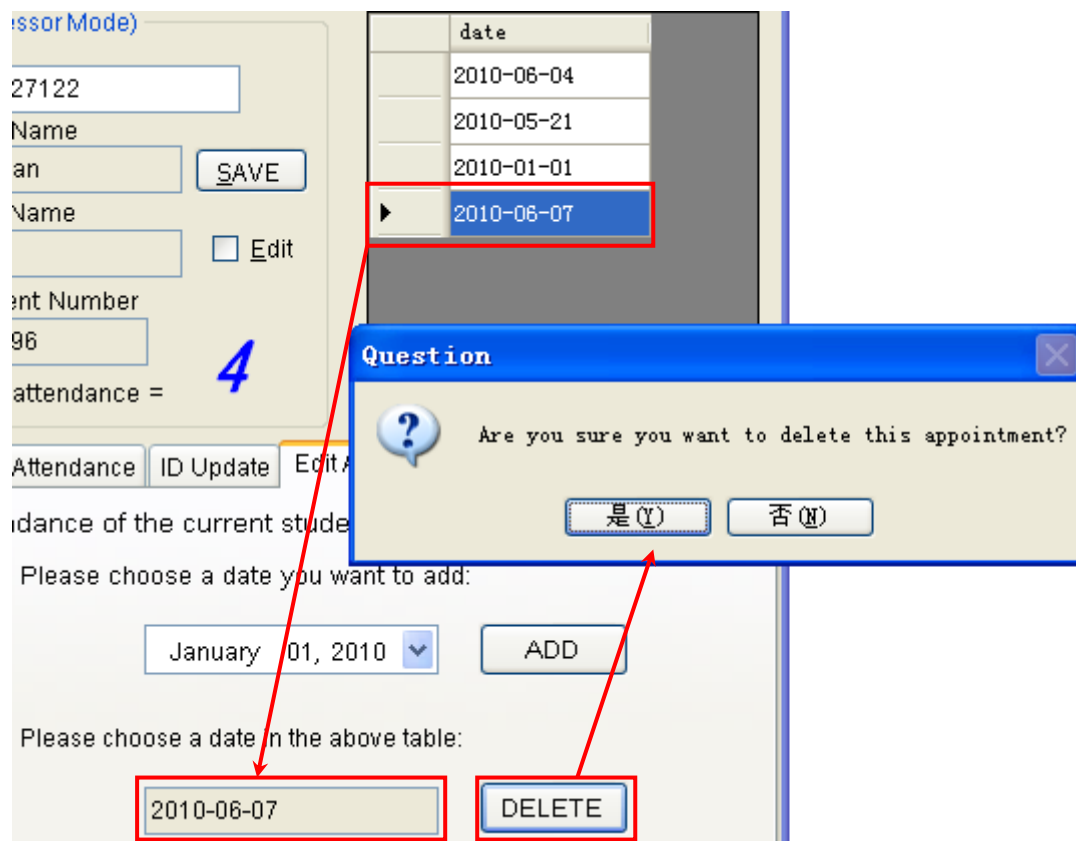 essor Mode)
27122
Name
an
SAVE
Name
Edit
ent Number
96
attendance =
4
date
2010-06-04
2010-05-21
2010-01-01
2010-06-07
Question
Are you sure you want to delete this appointment?
是(Y)
否(N)
Attendance
ID Update
Edit A
ndance of the current stude
Please choose a date you want to add:
January 01, 2010
ADD
Please choose a date in the above table:
2010-06-07
DELETE